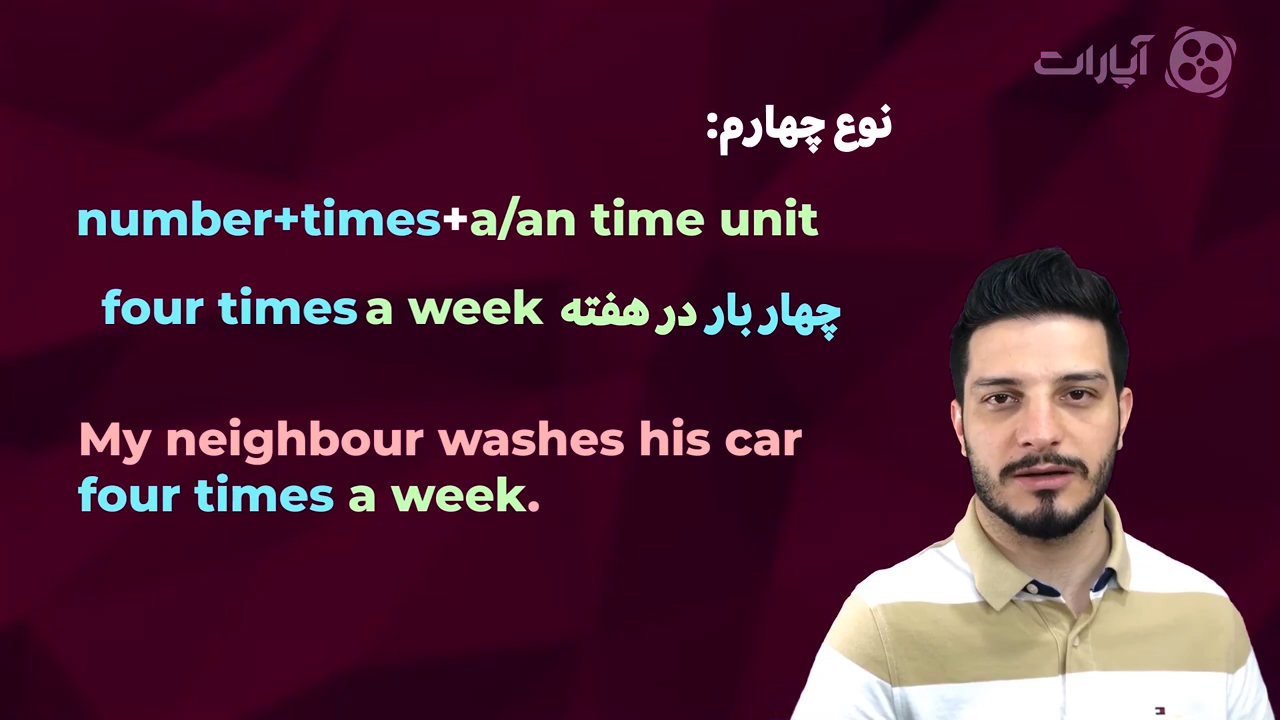 آپارات
نوع چهارم:
number+times+a/an time unit
four times a week چهار بار در هفته
My neighbour washes his car
four times a week.